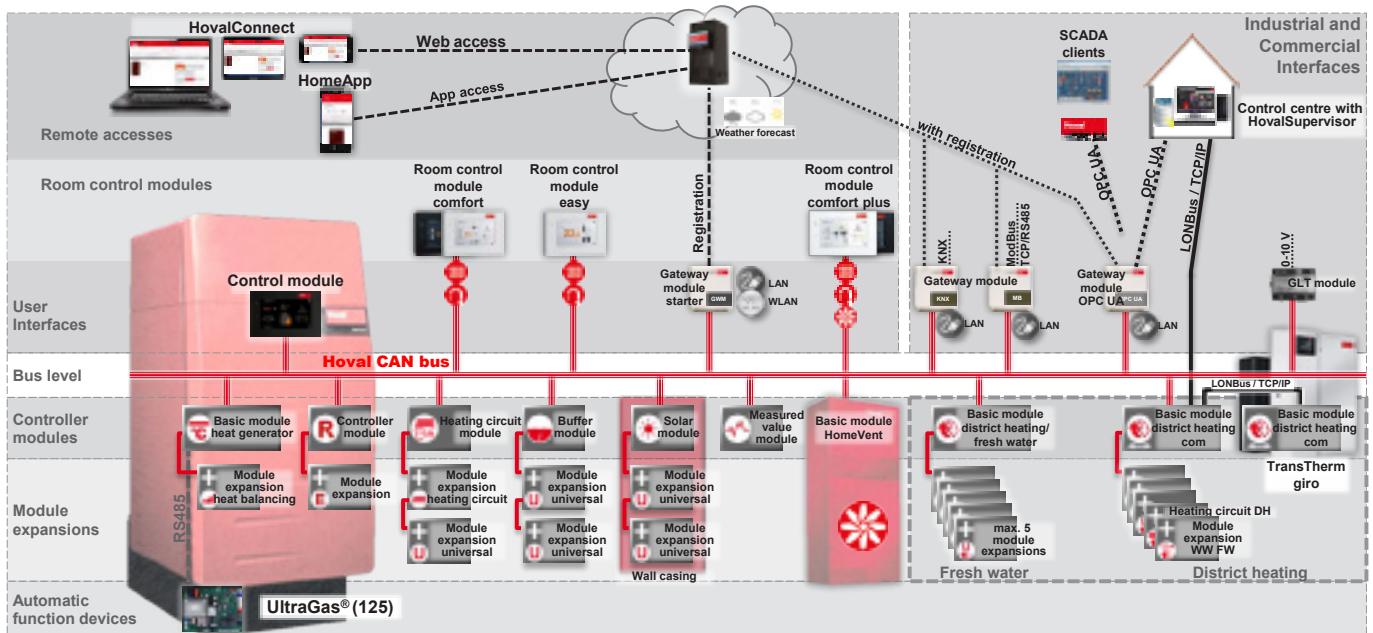 HovalConnect
Web access
HomeApp
App access
Remote accesses
Weather forecast
with registration
SCADA
clients
Industrial and
Commercial
Interfaces
Control centre with
HovalSupervisor
OPC UA
OPC UA
LONBus / TCP/IP
Room control modules
Room control
module
comfort
Room control
module
easy
Registration
Room control
module
comfort plus
KNX
ModBus
TCP/RS485
0-10 V
User
Interfaces
Control module
Gateway
module
starter
GWM
LAN
WLAN
Gateway module
KNX
LAN
MB
LAN
Gateway
module
OPC UA
OPC UA
LAN
GLT module
Bus level
Hoval CAN bus
LONBus / TCP/IP
Controller
modules
Basic module
heat generator
°C
Controller
module
R
Heating circuit
module
Buffer
module
Solar
module
Measured
value
module
Basic module
HomeVent
Basic module
district heating/
fresh water
Basic module
district heating
com
Basic module
district heating
com
TransTherm
giro
Module
expansions
RS485
Module
expansion
heat balancing
Module
expansion
Module
expansion
heating circuit
Module
expansion
universal
Module
expansion
universal
Module
expansion
universal
Module
expansion
universal
Module
expansion
universal
Wall casing
max. 5
module
expansions
Fresh water
Heating circuit DH
Module
expansion
WW FW
District heating
Automatic
function devices
UltraGas® (125)